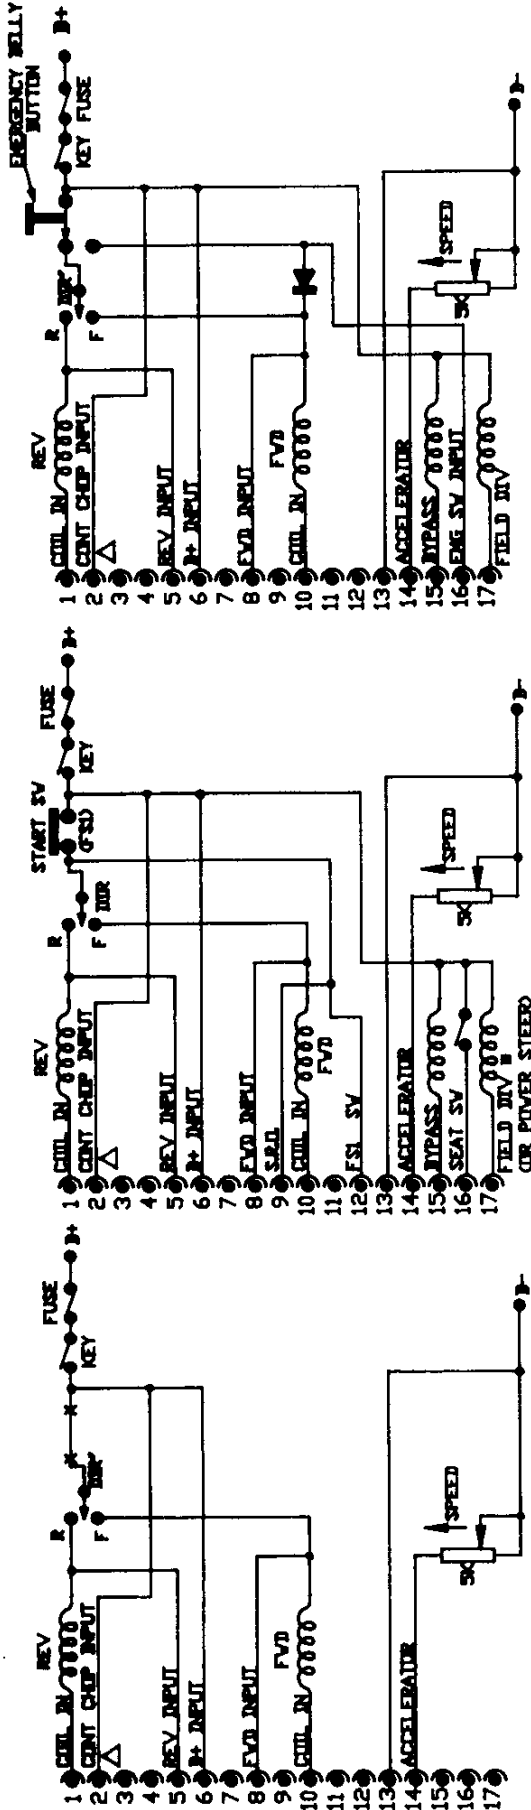 EMERGENCY BELLY
BUTTON
B+
KEY FUSE
DIR
R
F
REV
COIL IN
CONT CHOP INPUT
△
REV INPUT
B+ INPUT
FWD INPUT
FWD
COIL IN
SPEED
5K
B-
ACCELERATOR
BYPASS
EMG SW INPUT
FIELD DIV
1
2
3
4
5
6
7
8
9
10
11
12
13
14
15
16
17
START SW
(FS1)
FUSE
B+
KEY
DIR
R
F
REV
COIL IN
CONT CHOP INPUT
△
REV INPUT
B+ INPUT
FWD INPUT
S.R.O.
COIL IN
FWD
FS1 SW
SPEED
5K
B-
ACCELERATOR
BYPASS
SEAT SW
FIELD DIV
(OR POWER STEER)
1
2
3
4
5
6
7
8
9
10
11
12
13
14
15
16
17
FUSE
B+
KEY
DIR
R
F
REV
COIL IN
CONT CHOP INPUT
△
REV INPUT
B+ INPUT
FWD INPUT
FWD
COIL IN
SPEED
5K
B-
ACCELERATOR
1
2
3
4
5
6
7
8
9
10
11
12
13
14
15
16
17